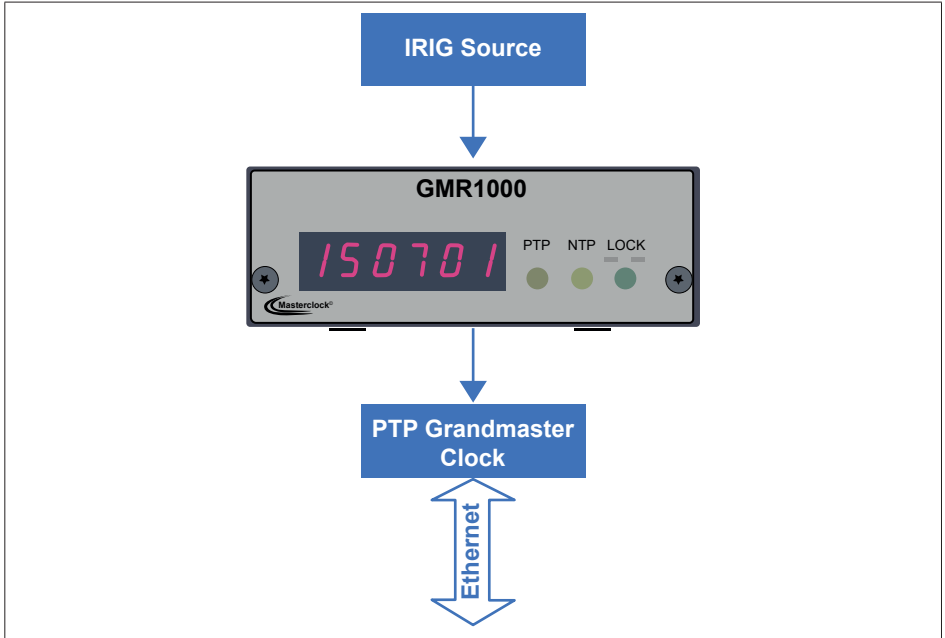 IRIG Source
GMR1000
150701
PTP NTP LOCK
Masterclock©
PTP Grandmaster
Clock
Ethernet